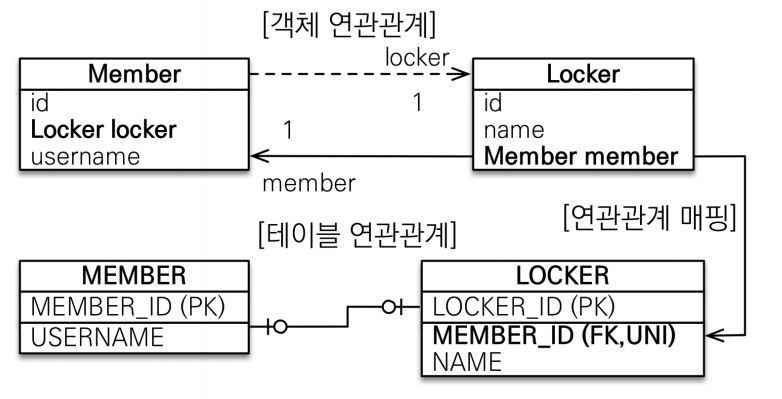 [객체 연관관계]
Member
id
Locker locker
username
locker
1
1
member
Locker
id
name
Member member
[연관관계 매핑]
[테이블 연관관계]
MEMBER
MEMBER_ID (PK)
USERNAME
LOCKER
LOCKER_ID (PK)
MEMBER_ID (FK,UNI)
NAME